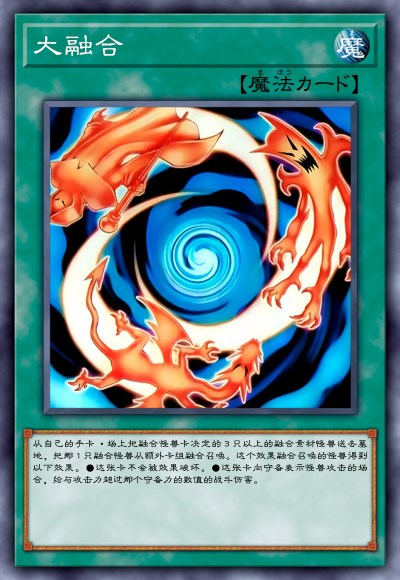 大融合
魔
【魔法カード】
ま ほう
从自己的手卡·场上把融合怪兽卡决定的３只以上的融合素材怪兽送去墓
地，把那１只融合怪兽从额外卡组融合召唤。这个效果融合召唤的怪兽得到
以下效果。●这张卡不会被效果破坏。●这张卡向守备表示怪兽攻击的场
合，给与攻击力超过那个守备力的数值的战斗伤害。